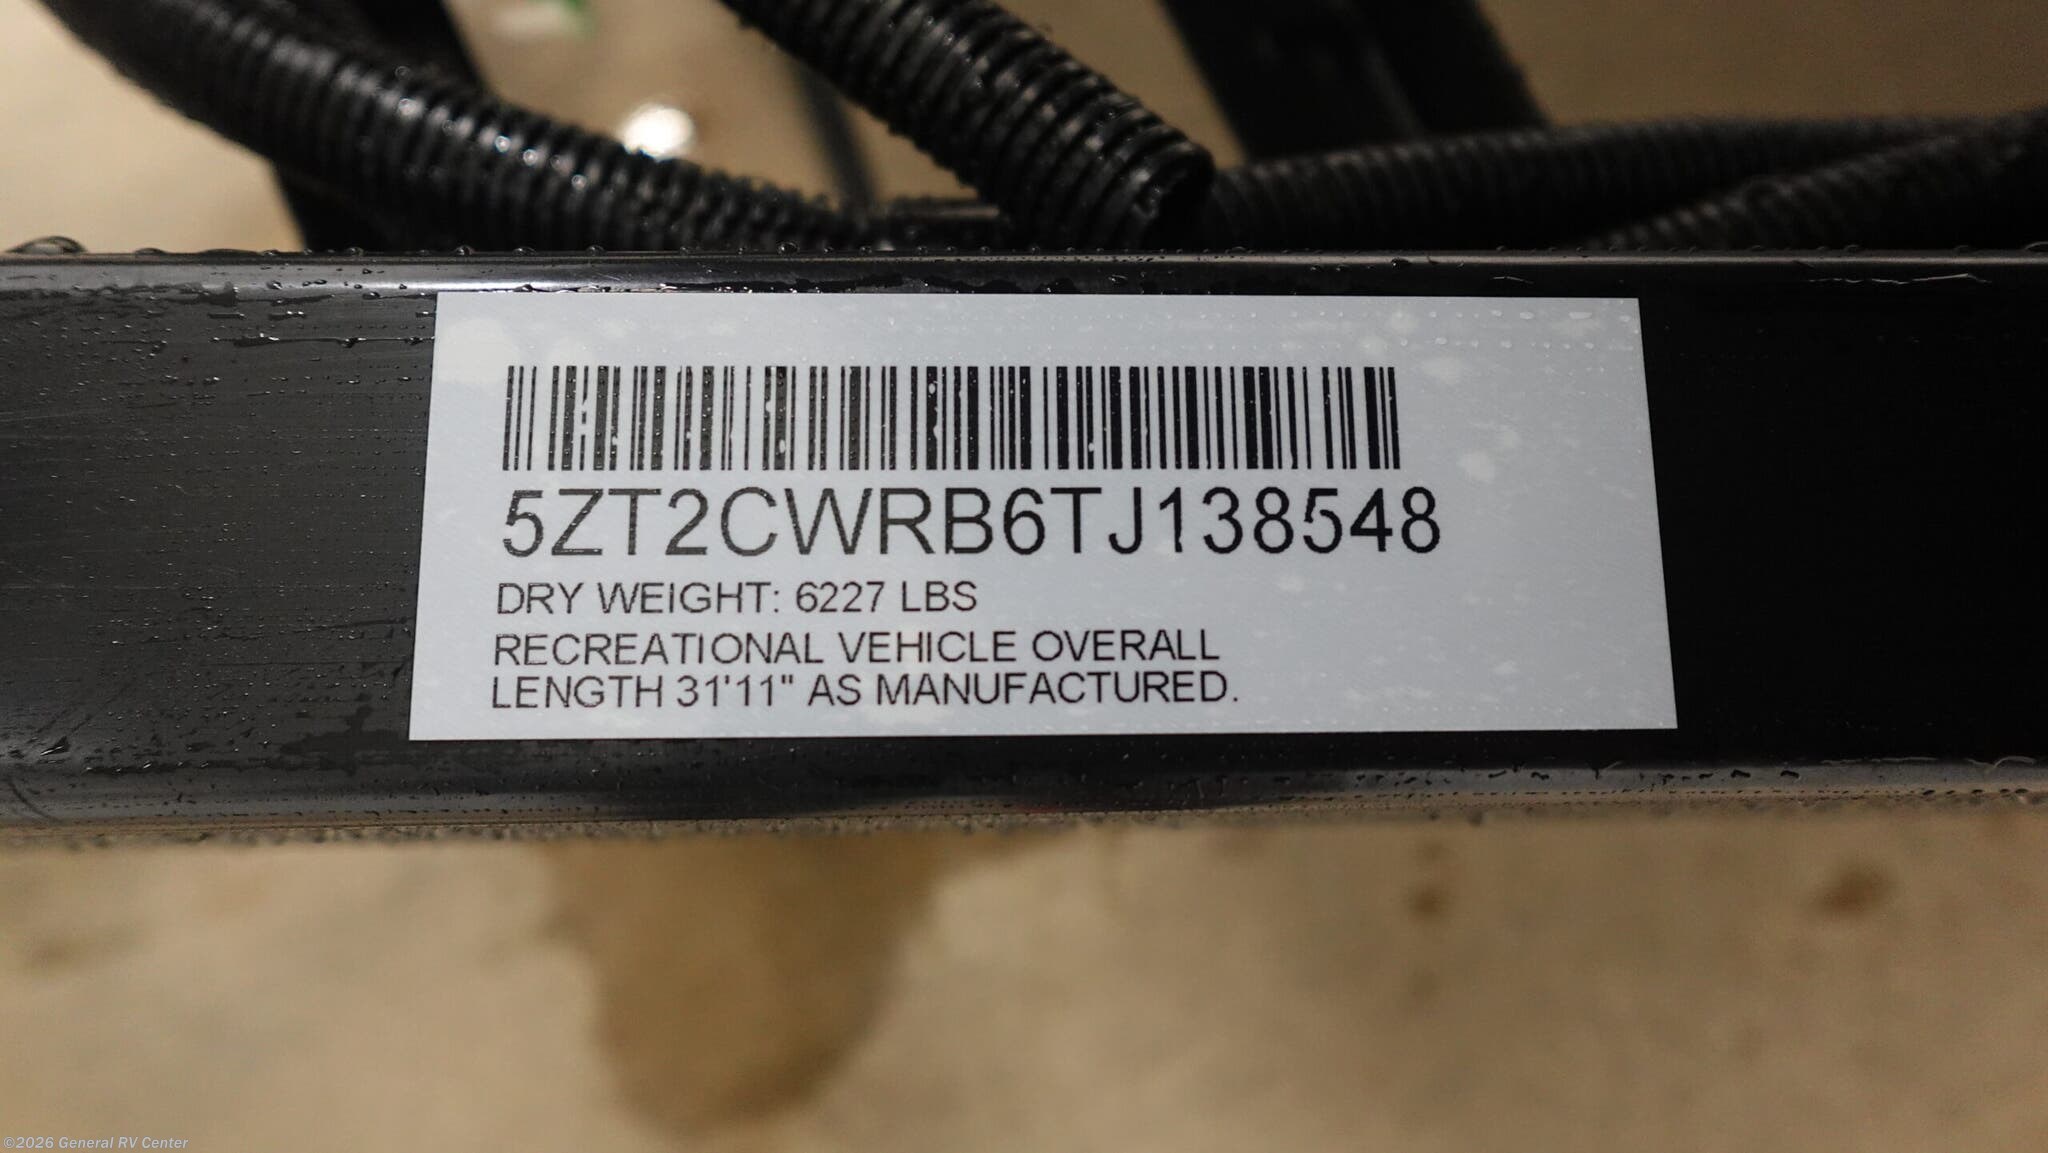 5ZT2CWRB6TJ138548
DRY WEIGHT: 6227 LBS
RECREATIONAL VEHICLE OVERALL
LENGTH 31'11" AS MANUFACTURED.
©2026 General RV Center